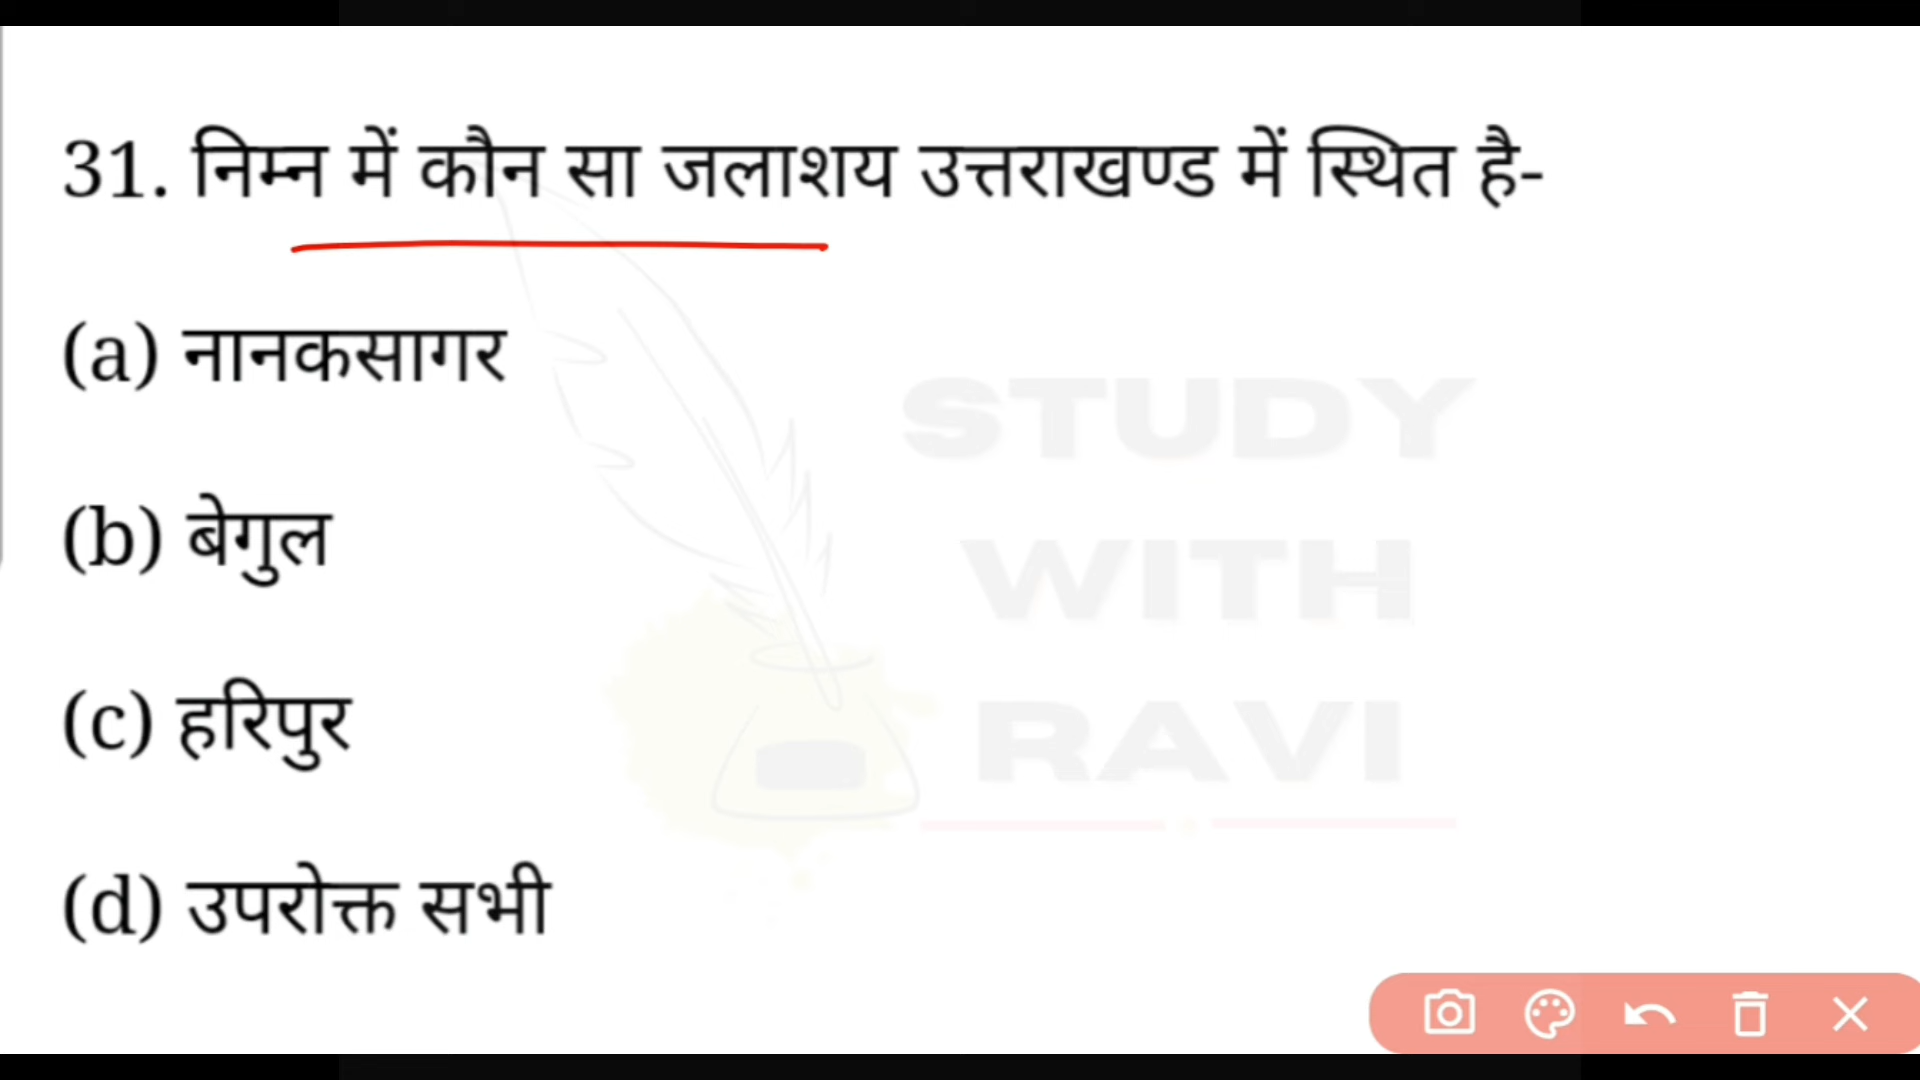 31. निम्न में कौन सा जलाशय उत्तराखण्ड में स्थित है-
(a) नानकसागर
(b) बेगुल
(c) हरिपुर
(d) उपरोक्त सभी
STUDY
WITH
RAVI